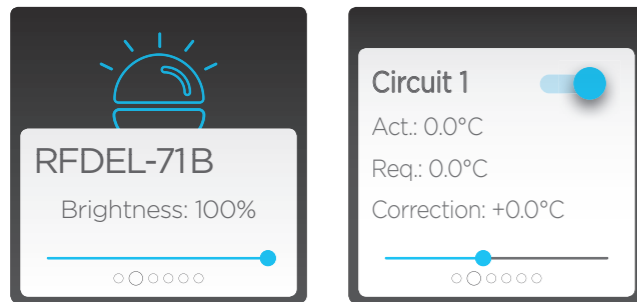 RFDEL-71B
Brightness: 100%
Circuit 1
Act.: 0.0°C
Req.: 0.0°C
Correction: +0.0°C